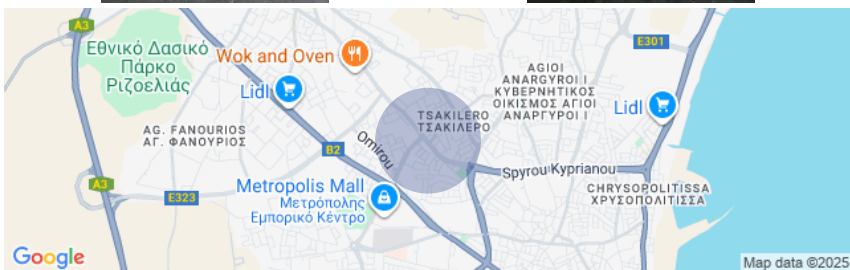 A3
Εθνικό Δασικό
Πάρκο
Ριζοελιάς
Wok and Oven
Lidl
AG. FANOURIOS
ΑΓ. ΦΑΝΟΥΡΙΟΣ
B2
Omirou
TSAKILERO
ΤΣΑΚΙΛΕΡΟ
AGIOI
ANARGYROI I
ΚΥΒΕΡΝΗΤΙΚΟΣ
ΟΙΚΙΣΜΟΣ ΑΓΙΟΙ
ΑΝΑΡΓΥΡΟΙ Ι
E301
Lidl
A3
E323
Metropolis Mall
Μετρόπολης
Εμπορικό Κέντρο
Spyrou Kyprianou
CHRYSOPOLITISSA
ΧΡΥΣΟΠΟΛΙΤΙΣΣΑ
Google
Map data ©2025